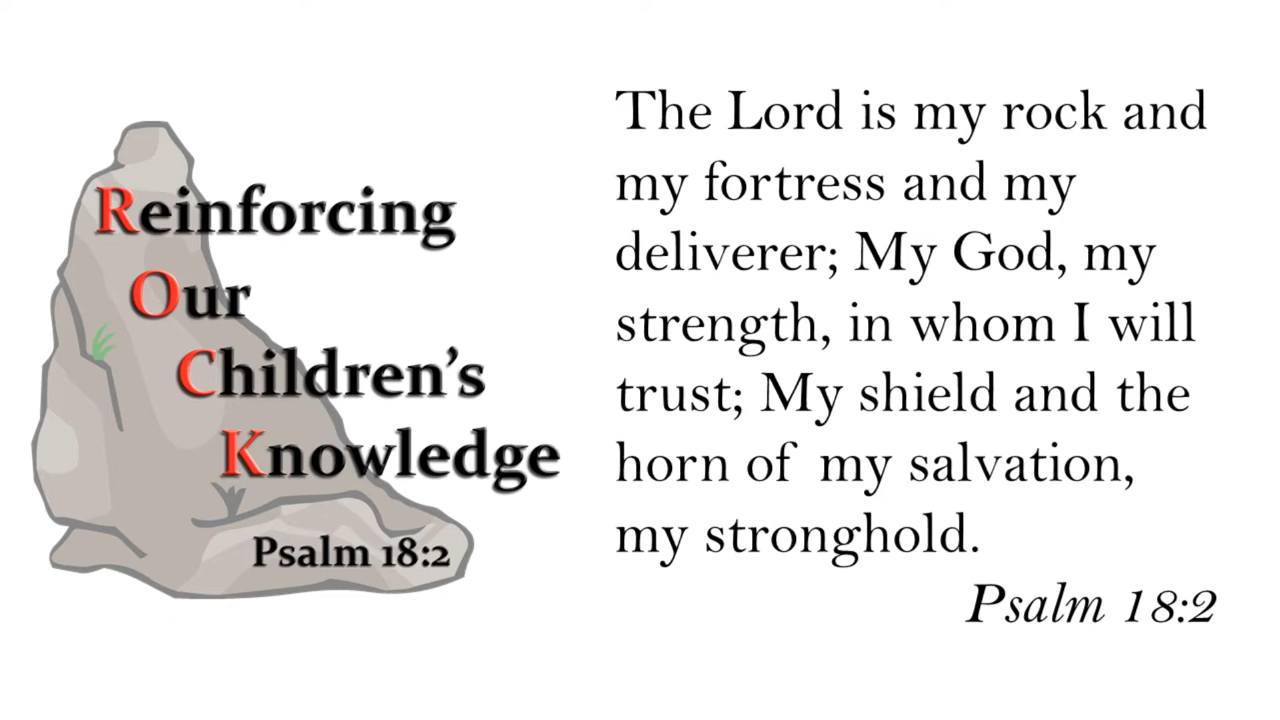 Reinforcing
Our
Children's
Knowledge
Psalm 18:2
The Lord is my rock and
my fortress and my
deliverer; My God, my
strength, in whom I will
trust; My shield and the
horn of my salvation,
my stronghold.
Psalm 18:2